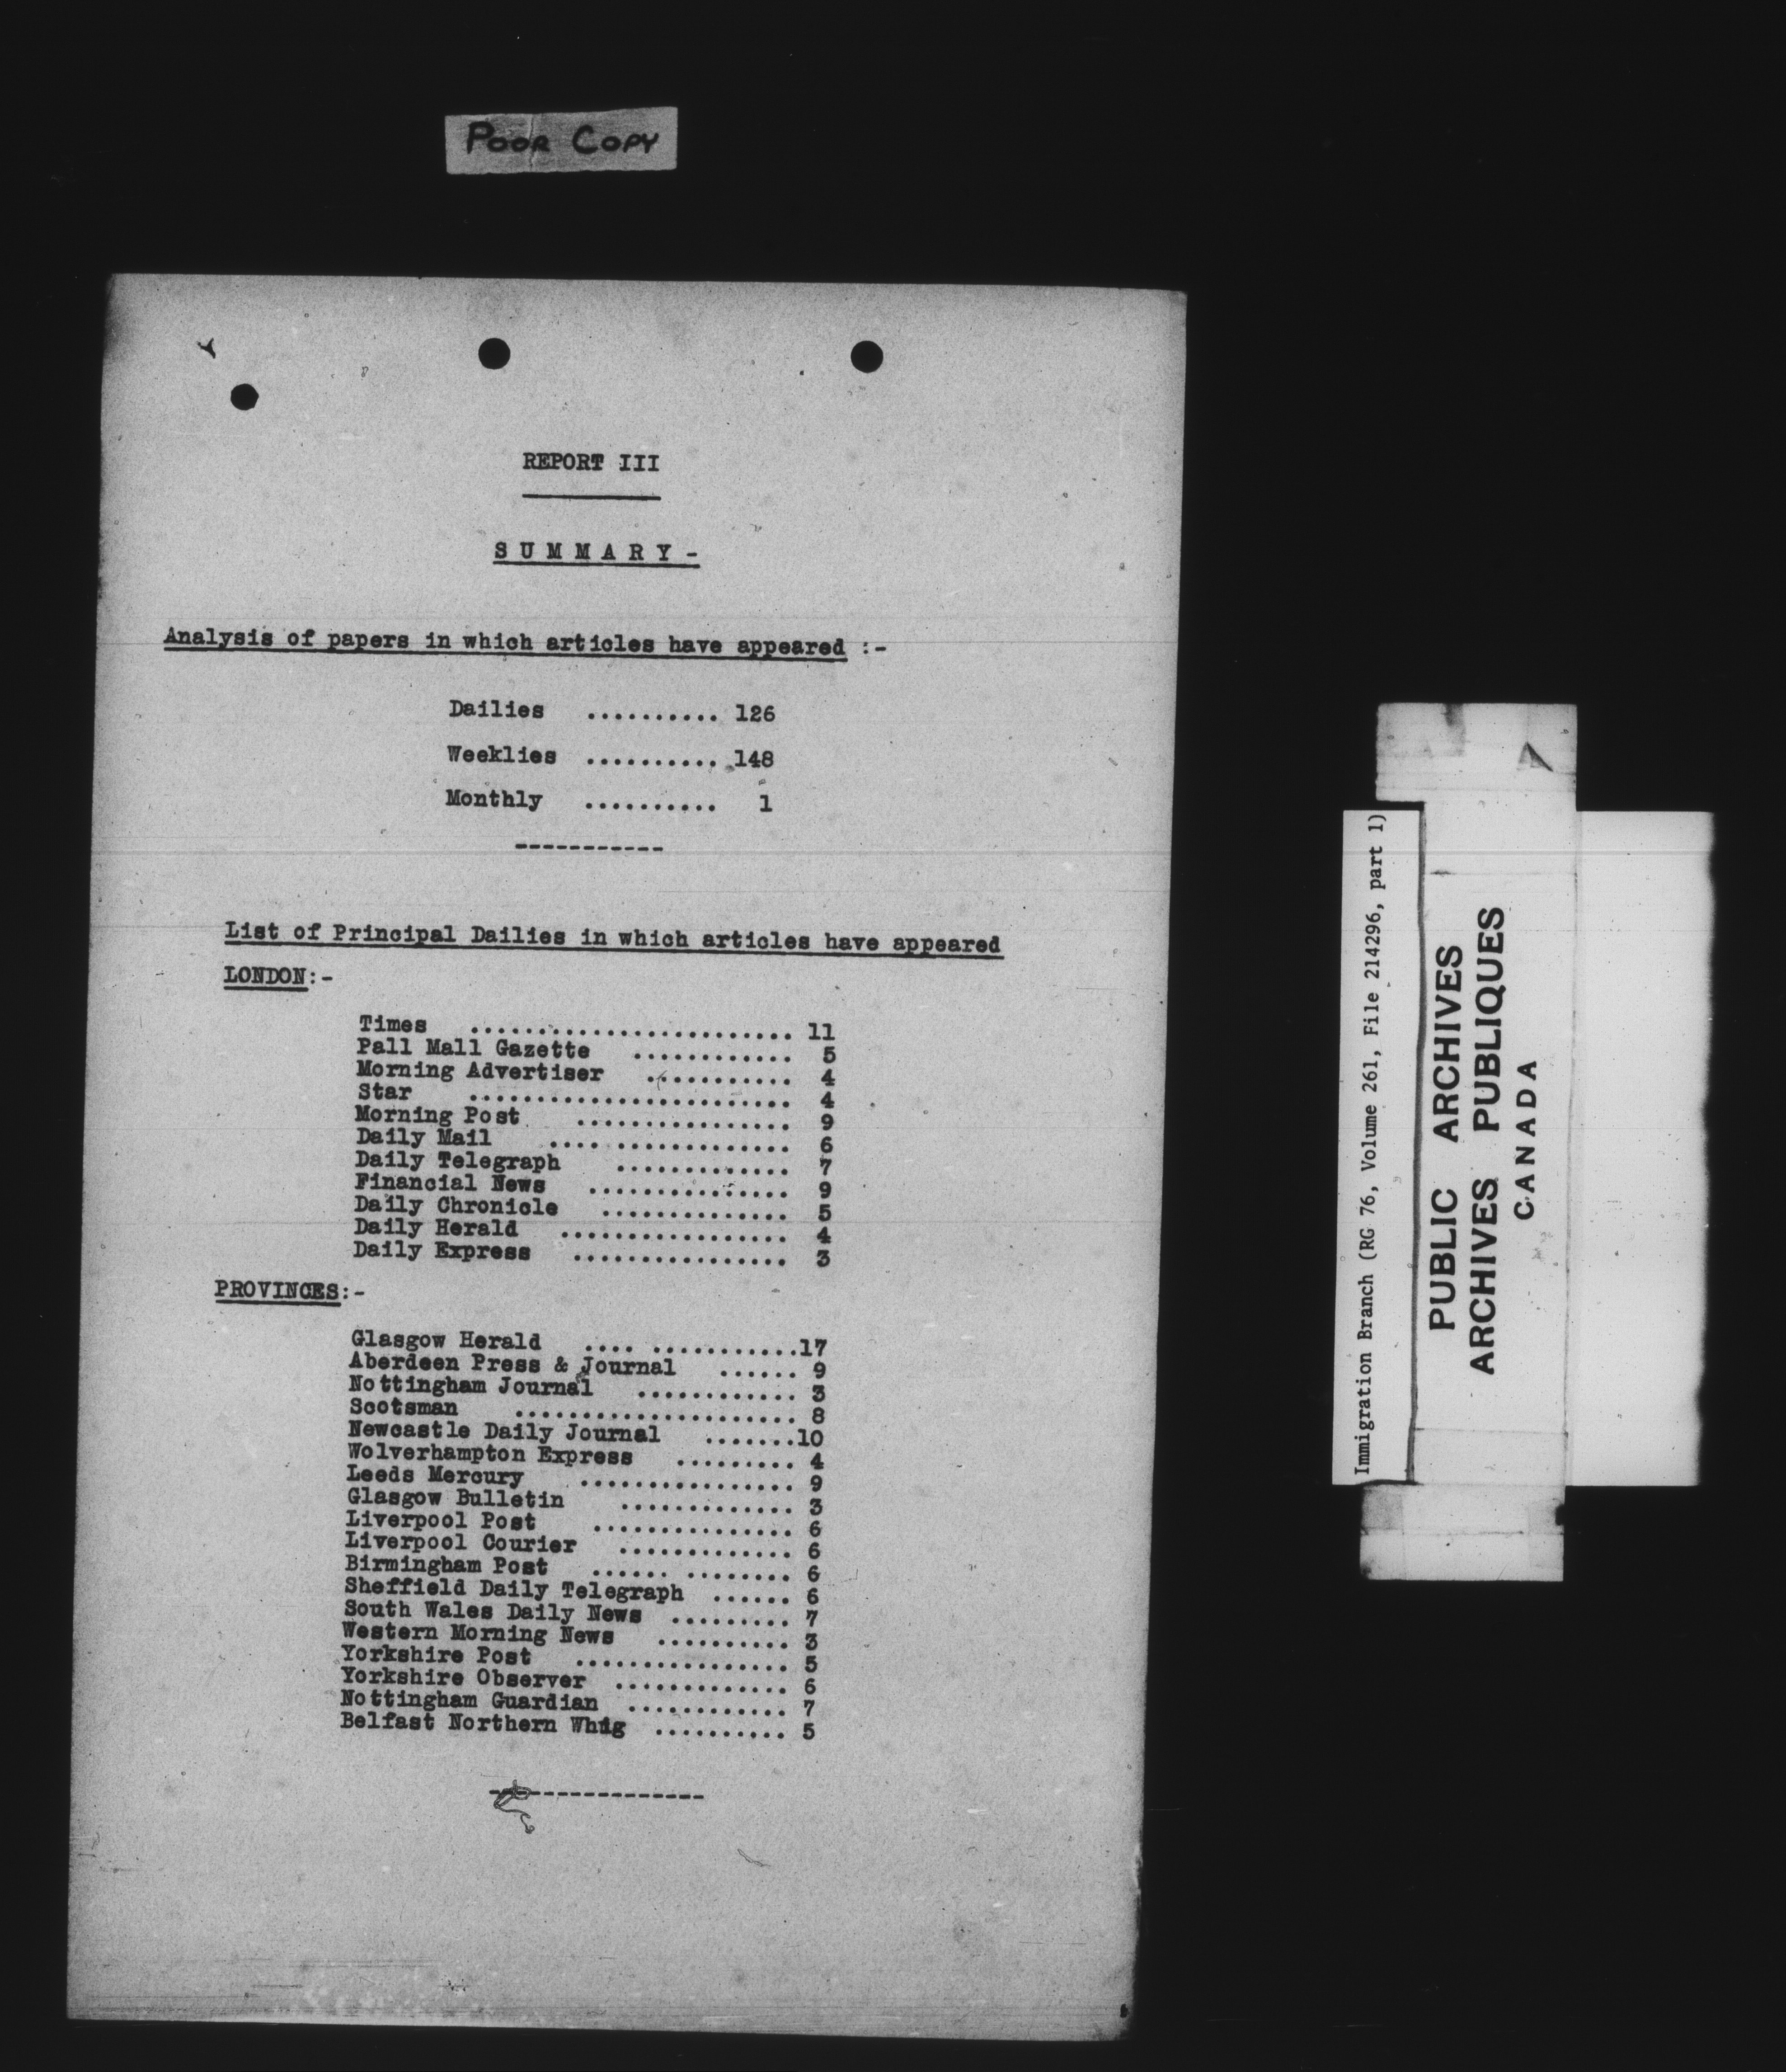 POOR COPY
REPORT III
SUMMARY-
Analysis of papers in which articles have appeared :-
Dailies .......... 126
Weeklies .......... 148
Monthly .......... 1
-----------
List of Principal Dailies in which articles have appeared
LONDON:-
Times ........................ 11
Pall Mall Gazette ............ 5
Morning Advertiser ........... 4
Star ........................ 4
Morning Post ................ 9
Daily Mail .... ............. 6
Daily Telegraph ............. 7
Financial News ............... 9
Daily Chronicle .............. 5
Daily Herald ................. 4
Daily Express ................ 3
PROVINCES:-
Glasgow Herald .... ...........17
Aberdeen Press & Journal ...... 9
Nottingham Journal ............ 3
Scotsman ..................... 8
Newcastle Daily Journal .......10
Wolverhampton Express ......... 4
Leeds Mercury ................ 9
Glasgow Bulletin ............. 3
Liverpool Post ............... 6
Liverpool Courier ............. 6
Birmingham Post ...... ........ 6
Sheffield Daily Telegraph ...... 6
South Wales Daily News ......... 7
Western Morning News .......... 3
Yorkshire Post ................ 5
Yorkshire Observer ............. 6
Nottingham Guardian ............ 7
Belfast Northern Whig .......... 5
----------------
Immigration Branch (RG 76, Volume 261, File 214296, part 1)
PUBLIC ARCHIVES
ARCHIVES PUBLIQUES
CANADA